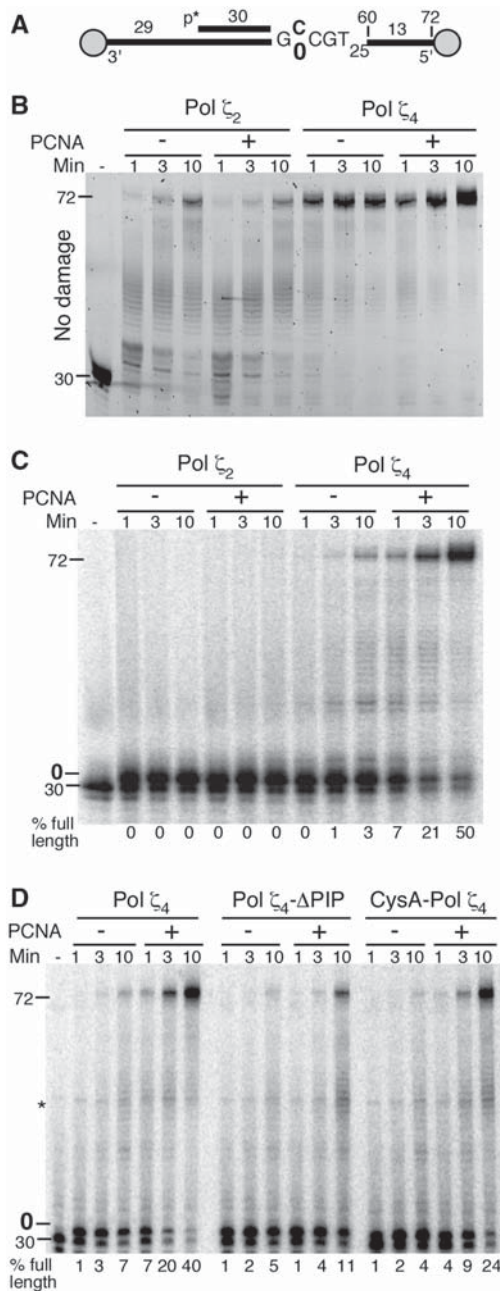 A
p*
30
29
3'
G C CGT 25
0
60 13 72
5'
B
Pol ζ2 Pol ζ4
PCNA - + - +
Min - 1 3 10 1 3 10 1 3 10 1 3 10
72
No damage
30
C
Pol ζ2 Pol ζ4
PCNA - + - +
Min - 1 3 10 1 3 10 1 3 10 1 3 10
72
0
30
% full length 0 0 0 0 0 0 0 1 3 7 21 50
D
Pol ζ4 Pol ζ4-ΔPIP CysA-Pol ζ4
PCNA - + - + - +
Min - 1 3 10 1 3 10 1 3 10 1 3 10 1 3 10 1 3 10
72
*
0
30
% full length 1 3 7 7 20 40 1 2 5 1 4 11 1 2 4 4 9 24